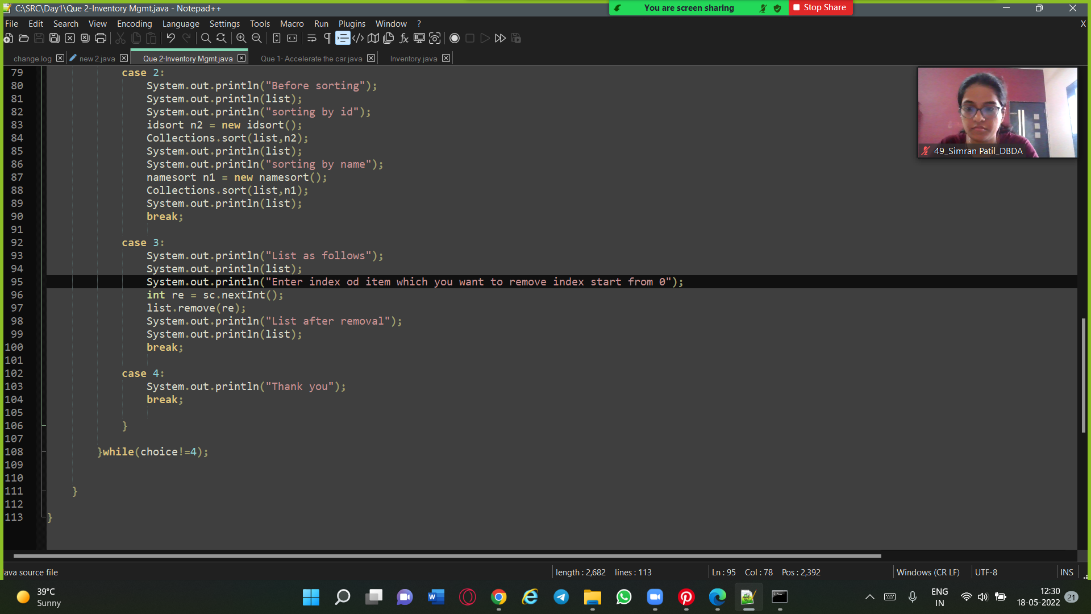 C:\SRC\Day1\Que 2-Inventory Mgmt.java - Notepad++
You are screen sharing
Stop Share
File Edit Search View Encoding Language Settings Tools Macro Run Plugins Window ?
X
change log new 2.java Que 2-Inventory Mgmt.java Que 1- Accelerate the car.java Inventory.java
79 case 2:
80 System.out.println("Before sorting");
81 System.out.println(list);
82 System.out.println("sorting by id");
83 idsort n2 = new idsort();
84 Collections.sort(list,n2);
85 System.out.println(list);
86 System.out.println("sorting by name");
87 namesort n1 = new namesort();
88 Collections.sort(list,n1);
89 System.out.println(list);
90 break;
91
92 case 3:
93 System.out.println("List as follows");
94 System.out.println(list);
95 System.out.println("Enter index od item which you want to remove index start from 0");
96 int re = sc.nextInt();
97 list.remove(re);
98 System.out.println("List after removal");
99 System.out.println(list);
100 break;
101
102 case 4:
103 System.out.println("Thank you");
104 break;
105
106 }
107
108 }while(choice!=4);
109
110
111 }
112
113 }
49_Simran Patil_DBDA
ava source file length : 2,682 lines : 113 Ln : 95 Col : 78 Pos : 2,392 Windows (CR LF) UTF-8 INS
39°C
Sunny
ENG
IN
12:30
18-05-2022
21